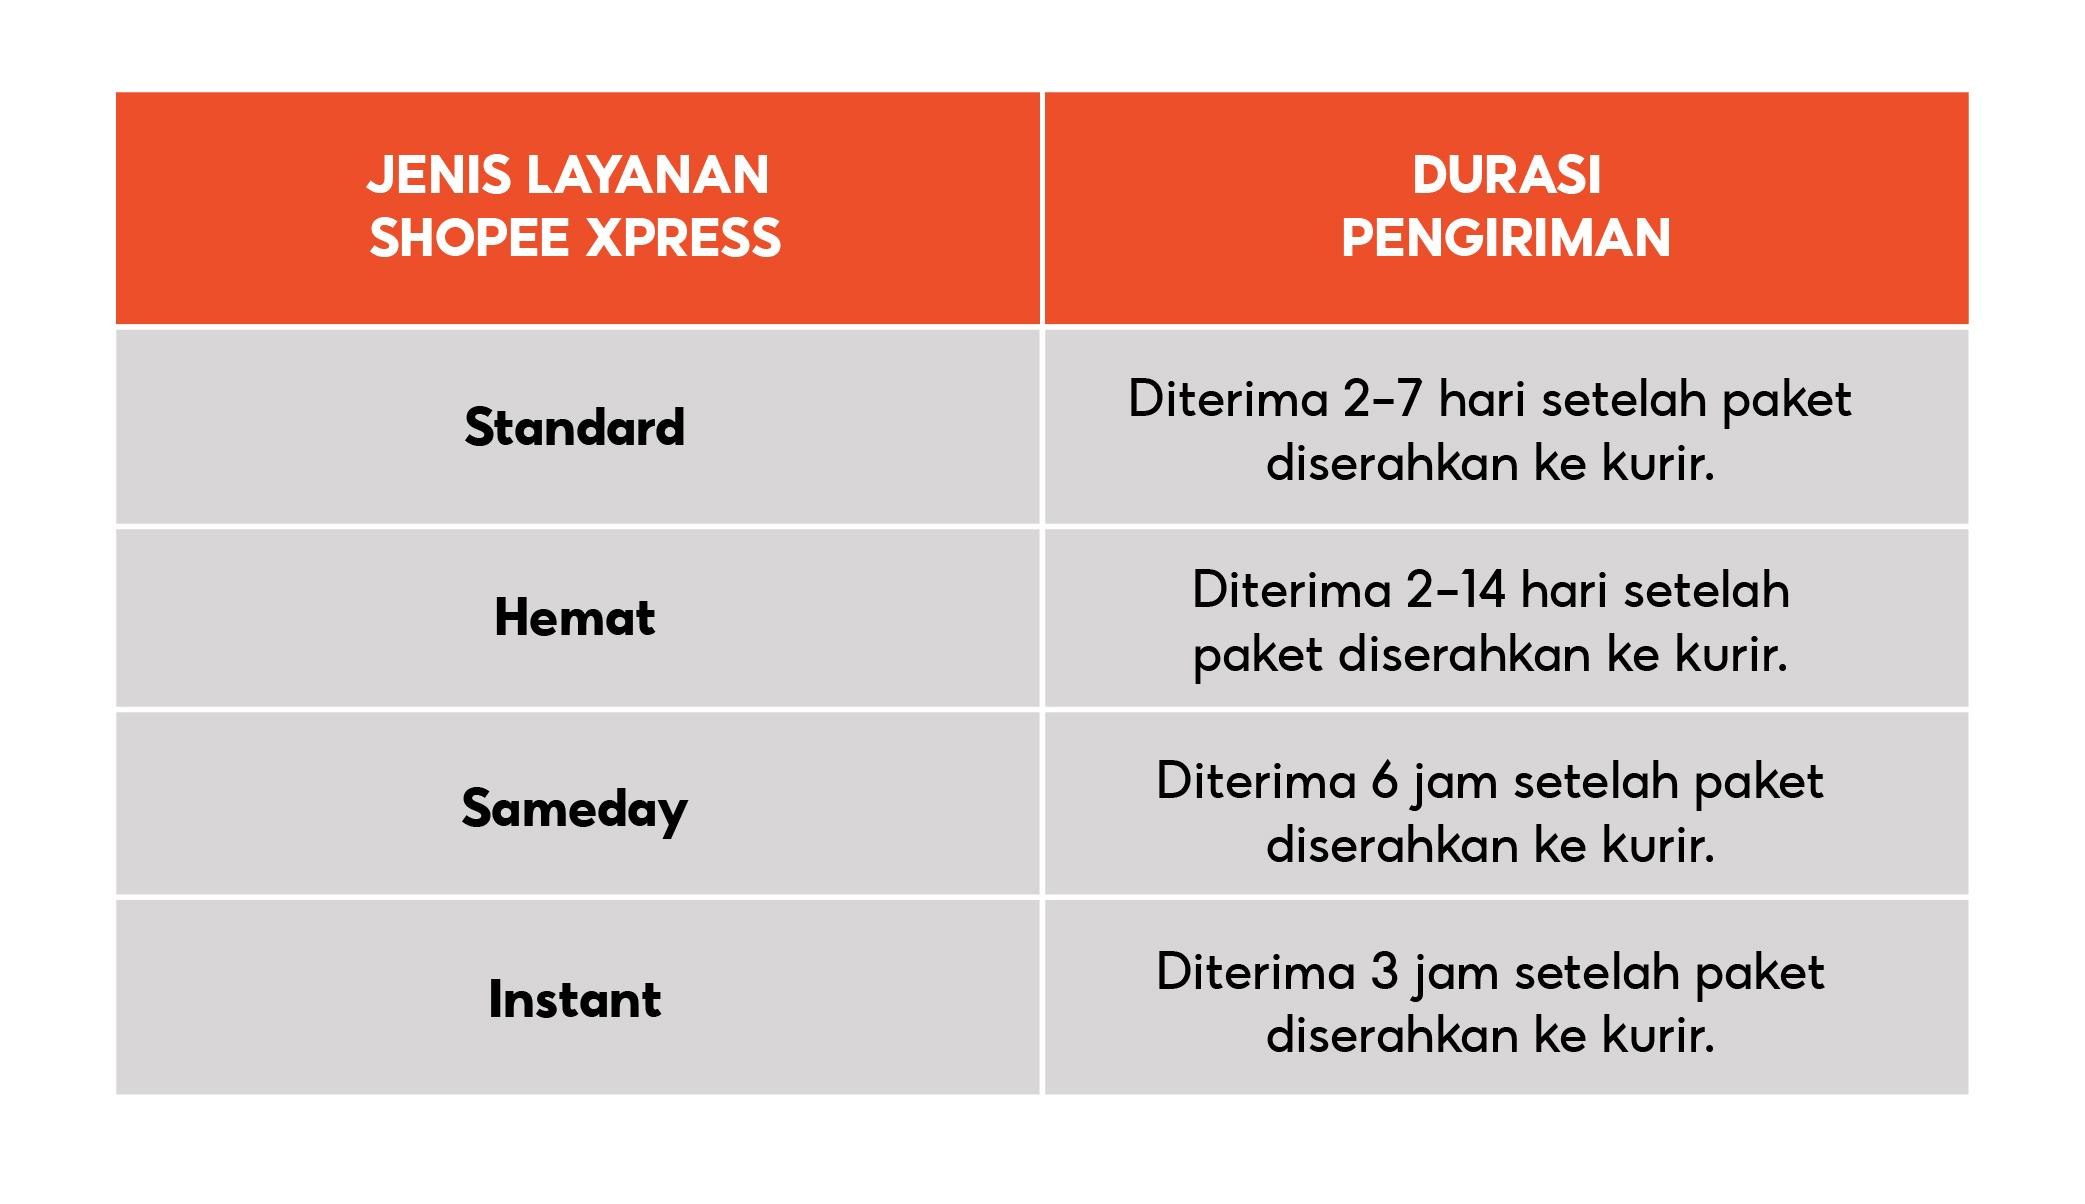 JENIS LAYANAN
SHOPEE XPRESS
DURASI
PENGIRIMAN
Standard
Diterima 2–7 hari setelah paket
diserahkan ke kurir.
Hemat
Diterima 2–14 hari setelah
paket diserahkan ke kurir.
Sameday
Diterima 6 jam setelah paket
diserahkan ke kurir.
Instant
Diterima 3 jam setelah paket
diserahkan ke kurir.